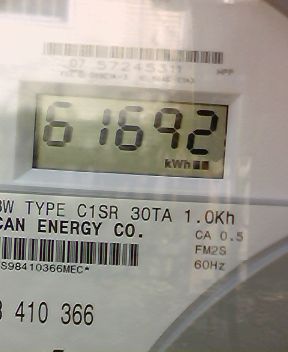 07 57245311
61692
kWh
3W TYPE C1SR 30TA 1.0Kh
CAN ENERGY CO.
CA 0.5
FM2S
60Hz
S98410366MEC*
410 366